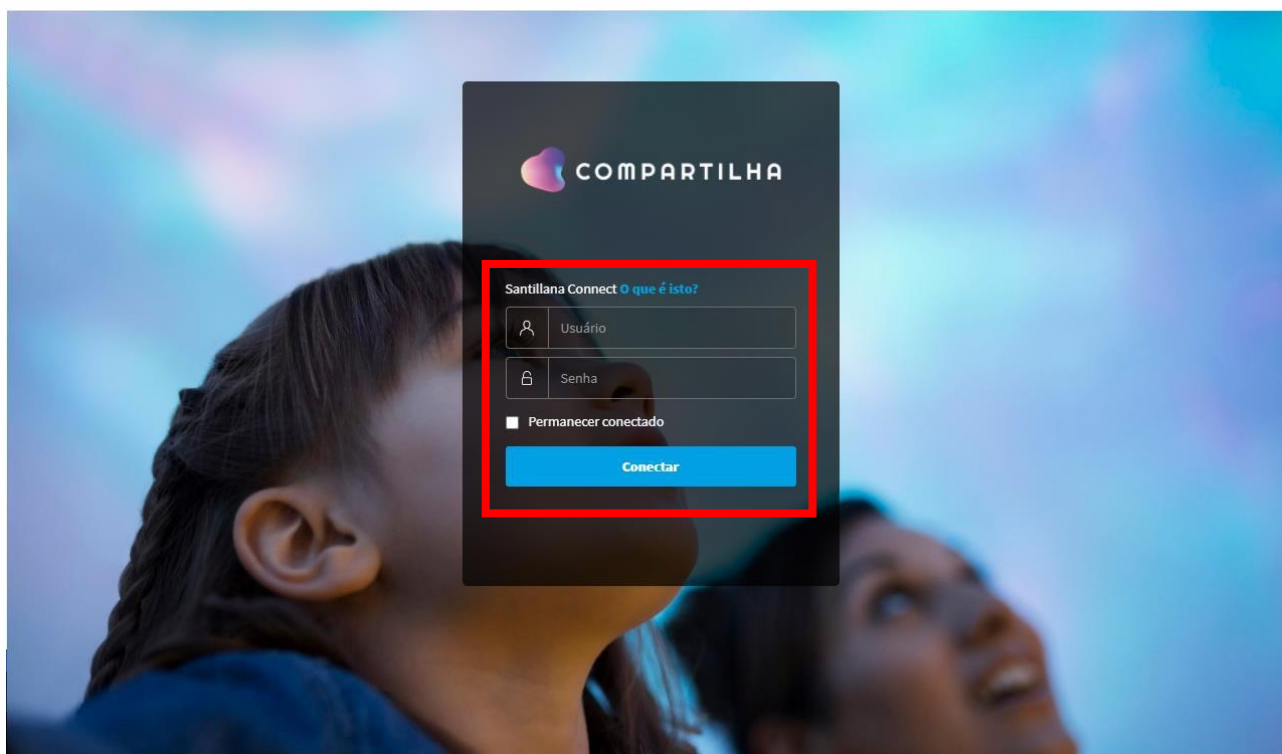 COMPARTILHA
Santillana Connect O que é isto?
Usuário
Senha
Permanecer conectado
Conectar